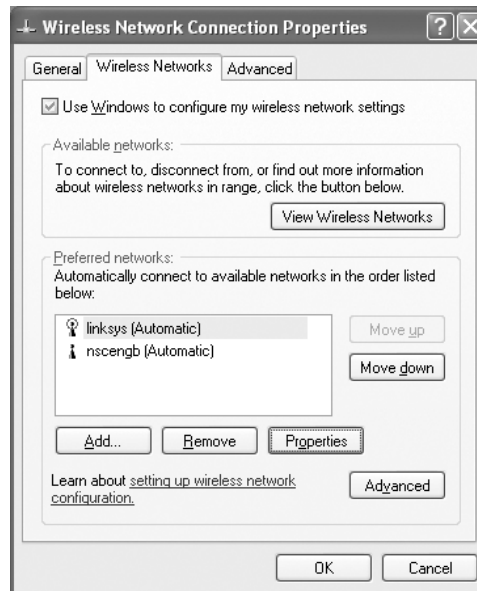 Wireless Network Connection Properties
General Wireless Networks Advanced
Use Windows to configure my wireless network settings
Available networks:
To connect to, disconnect from, or find out more information
about wireless networks in range, click the button below.
View Wireless Networks
Preferred networks:
Automatically connect to available networks in the order listed
below:
linksys (Automatic)
nscengb (Automatic)
Move up
Move down
Add... Remove Properties
Learn about setting up wireless network
configuration.
Advanced
OK Cancel